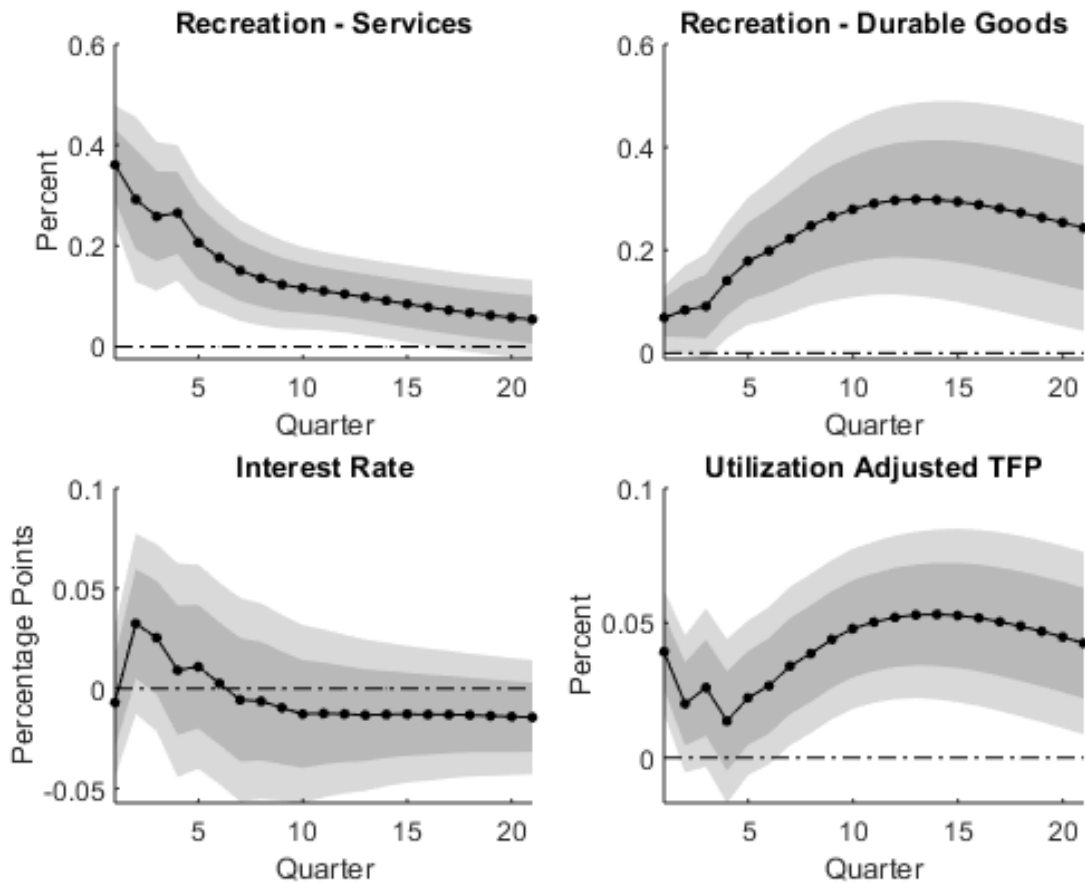 Recreation - Services
0.6
0.4
0.2
0
Percent
5 10 15 20
Quarter
Recreation - Durable Goods
0.6
0.4
0.2
0
5 10 15 20
Quarter
Interest Rate
0.1
0.05
0
-0.05
Percentage Points
5 10 15 20
Quarter
Utilization Adjusted TFP
0.1
0.05
0
Percent
5 10 15 20
Quarter